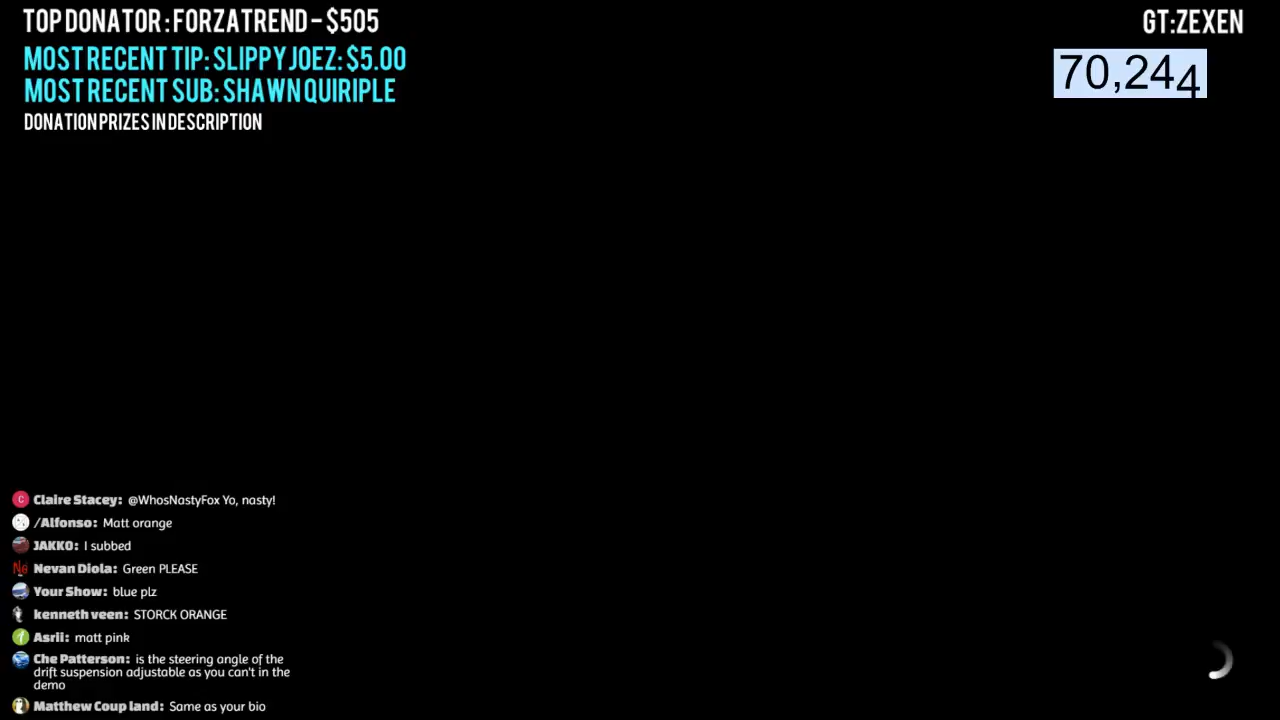 TOP DONATOR : FORZATREND - $505
GT:ZEXEN
MOST RECENT TIP: SLIPPY JOEZ: $5.00
70,244
MOST RECENT SUB: SHAWN QUIRIPLE
DONATION PRIZES IN DESCRIPTION
C Claire Stacey: @WhosNastyFox Yo, nasty!
/Alfonso: Matt orange
JAKKO: I subbed
NG Nevan Diola: Green PLEASE
Your Show: blue plz
kenneth veen: STORCK ORANGE
Asrii: matt pink
Che Patterson: is the steering angle of the
drift suspension adjustable as you can't in the
demo
Matthew Coup land: Same as your bio